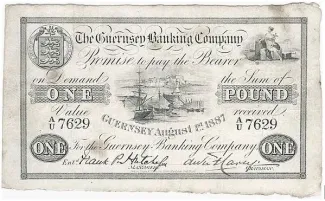 The Guernsey Banking Company
Promise to pay the Bearer
on Demand the Sum of
ONE POUND
Value received
A/U 7629 A/U 7629
GUERNSEY August 1st 1887
For the Guernsey Banking Company
ONE ONE
Entd